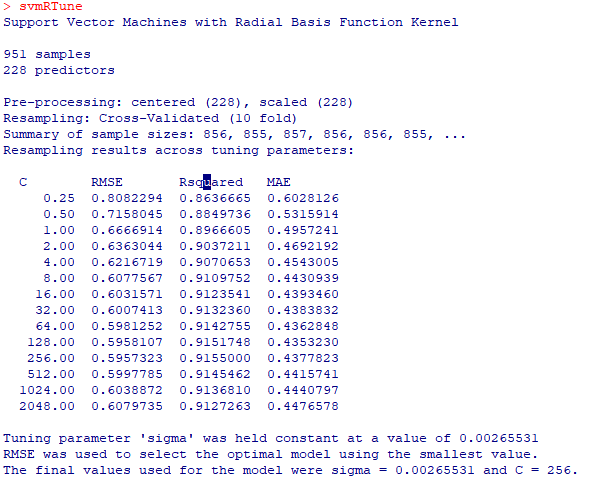 > svmRTune
Support Vector Machines with Radial Basis Function Kernel
951 samples
228 predictors
Pre-processing: centered (228), scaled (228)
Resampling: Cross-Validated (10 fold)
Summary of sample sizes: 856, 855, 857, 856, 856, 855, ...
Resampling results across tuning parameters:
C RMSE Rsquared MAE
0.25 0.8082294 0.8636665 0.6028126
0.50 0.7158045 0.8849736 0.5315914
1.00 0.6666914 0.8966605 0.4957241
2.00 0.6363044 0.9037211 0.4692192
4.00 0.6216719 0.9070653 0.4543005
8.00 0.6077567 0.9109752 0.4430939
16.00 0.6031571 0.9123541 0.4393460
32.00 0.6007413 0.9132360 0.4383832
64.00 0.5981252 0.9142755 0.4362848
128.00 0.5958107 0.9151748 0.4353230
256.00 0.5957323 0.9155000 0.4377823
512.00 0.5997785 0.9145462 0.4415741
1024.00 0.6038872 0.9136810 0.4440797
2048.00 0.6079735 0.9127263 0.4476578
Tuning parameter 'sigma' was held constant at a value of 0.00265531
RMSE was used to select the optimal model using the smallest value.
The final values used for the model were sigma = 0.00265531 and C = 256.